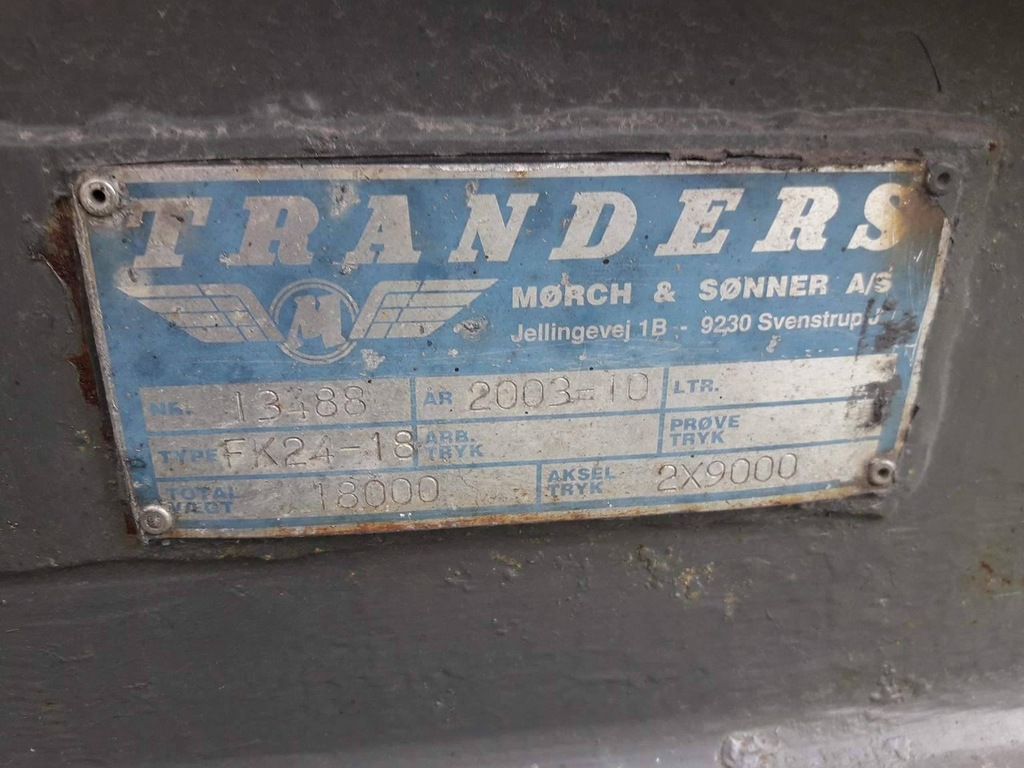 TRANDERS
M
MØRCH & SØNNER A/S
Jellingevej 1B - 9230 Svenstrup J
NR. 13488 ÅR 2003-10 LTR.
TYPE FK24-18 ARB. TRYK PRØVE TRYK
TOTAL VÆGT 18000 AKSEL TRYK 2X9000